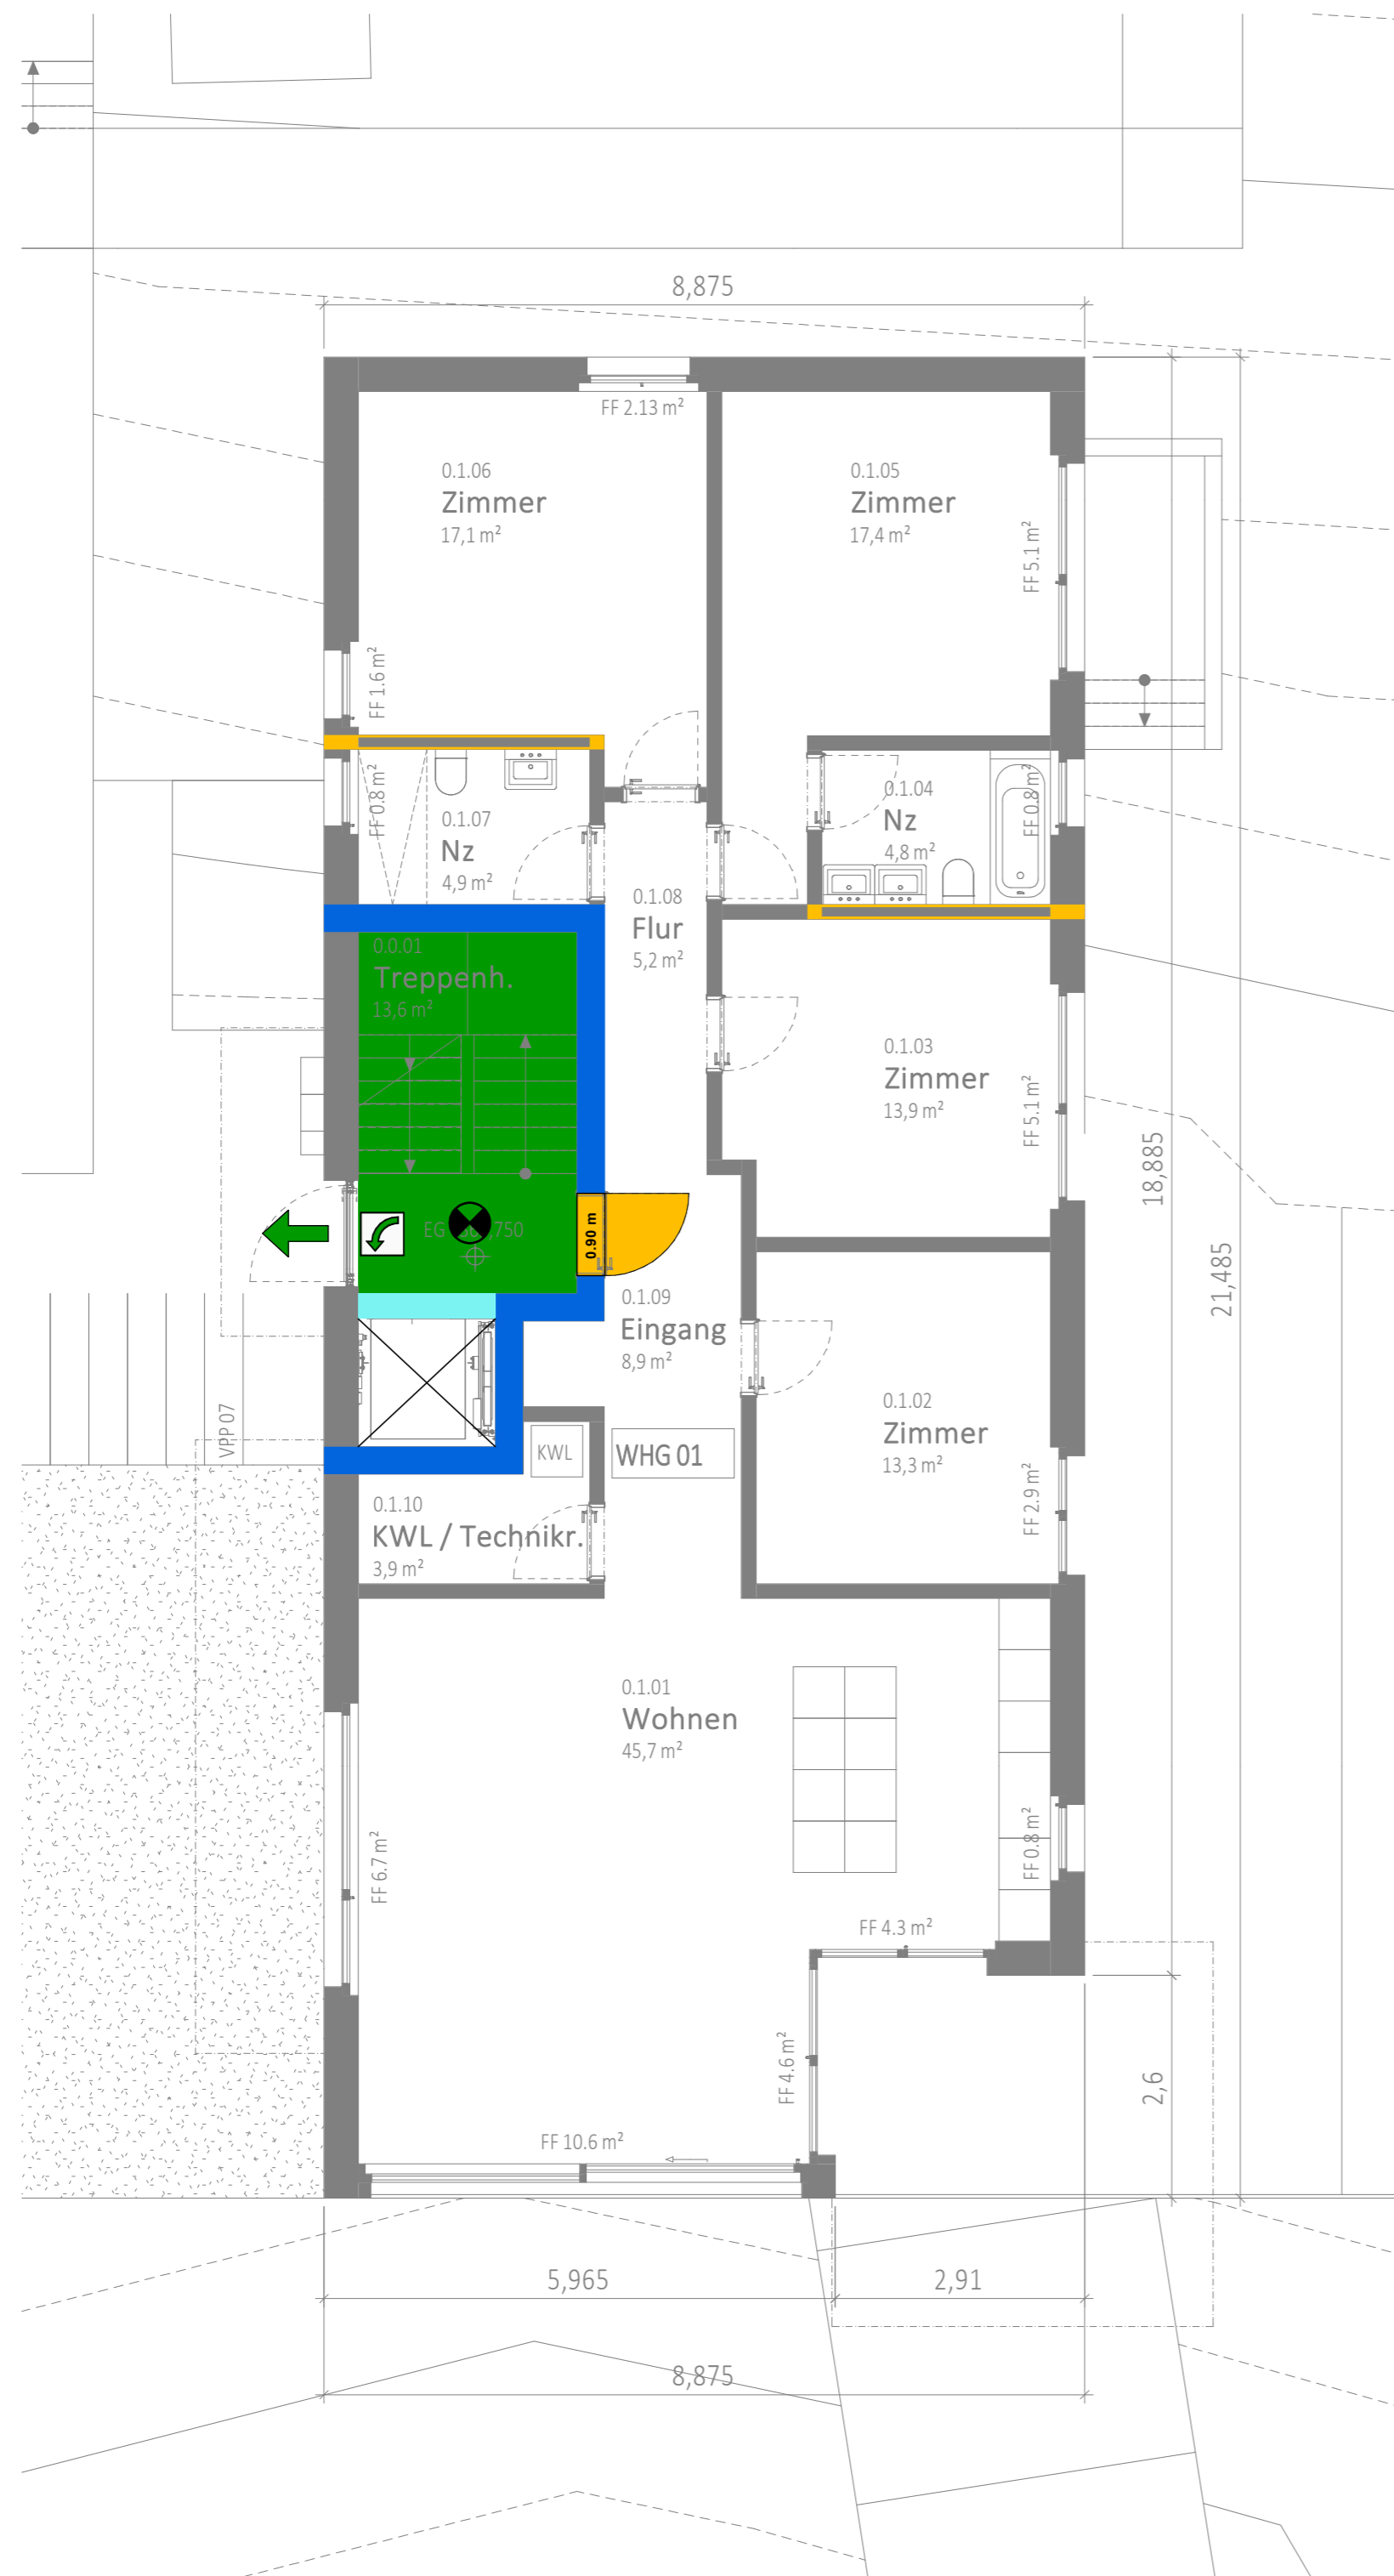 8,875
FF 2.13 m²
0.1.06
Zimmer
17,1 m²
0.1.05
Zimmer
17,4 m²
FF 5.1 m²
FF 1.6 m²
FF 0.8 m²
0.1.07
Nz
4,9 m²
0.1.04
Nz
4,8 m²
FF 0.8 m²
0.1.08
Flur
5,2 m²
0.0.01
Treppenh.
13,6 m²
0.1.03
Zimmer
13,9 m²
FF 5.1 m²
18,885
21,485
EG
,750
0.90 m
0.1.09
Eingang
8,9 m²
0.1.02
Zimmer
13,3 m²
FF 2.9 m²
VPP 07
KWL
WHG 01
0.1.10
KWL / Technikr.
3,9 m²
0.1.01
Wohnen
45,7 m²
FF 6.7 m²
FF 0.8 m²
FF 4.3 m²
FF 4.6 m²
2,6
FF 10.6 m²
5,965
2,91
8,875